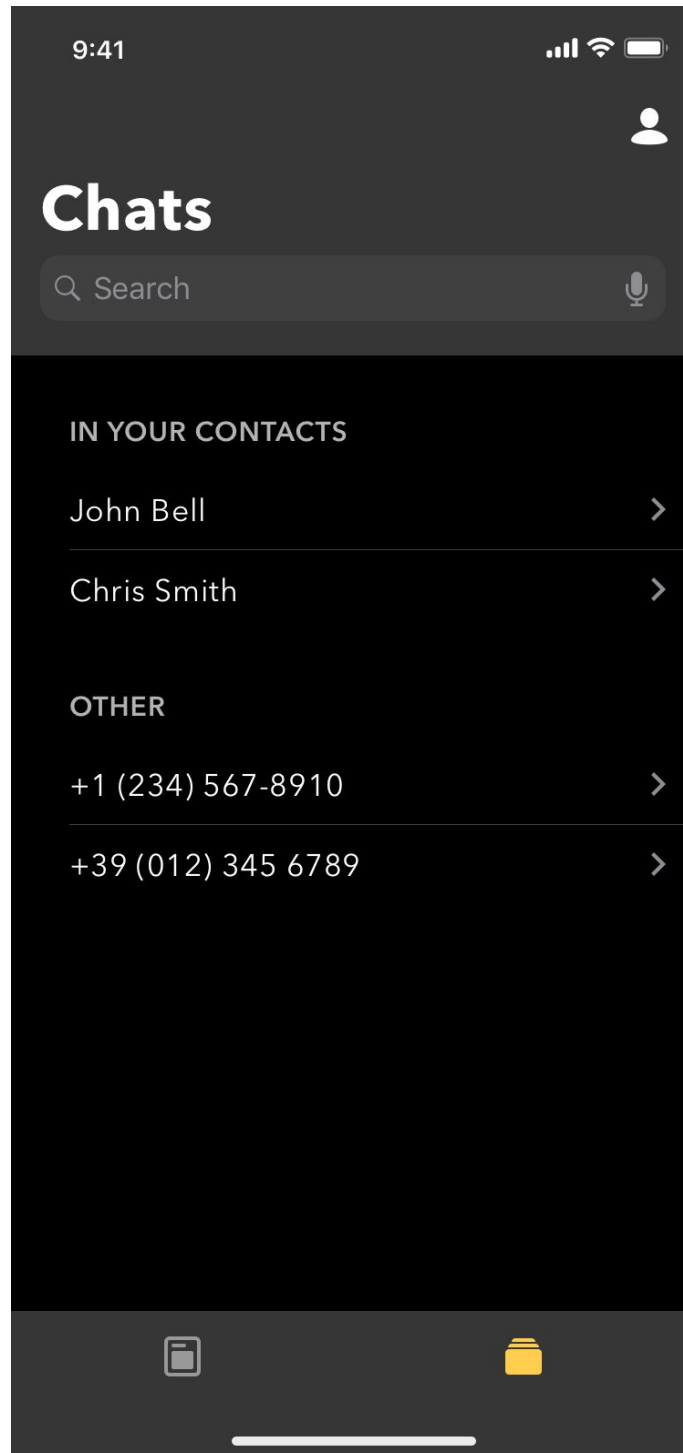 9:41
Chats
Search
IN YOUR CONTACTS
John Bell
Chris Smith
OTHER
+1 (234) 567-8910
+39 (012) 345 6789